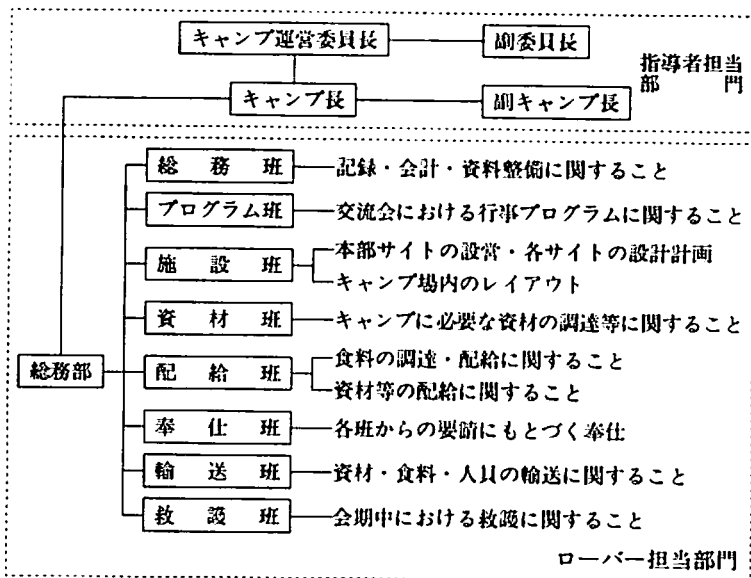 キャンプ運営委員長 副委員長
指導者担当
部門
キャンプ長 副キャンプ長
総務班 記録・会計・資料整備に関すること
プログラム班 交流会における行事プログラムに関すること
施設班 本部サイトの設営・各サイトの設計計画
キャンプ場内のレイアウト
資材班 キャンプに必要な資材の調達等に関すること
総務部
配給班 食料の調達・配給に関すること
資材等の配給に関すること
奉仕班 各班からの要請にもとづく奉仕
輸送班 資材・食料・人員の輸送に関すること
救護班 会期中における救護に関すること
ローバー担当部門